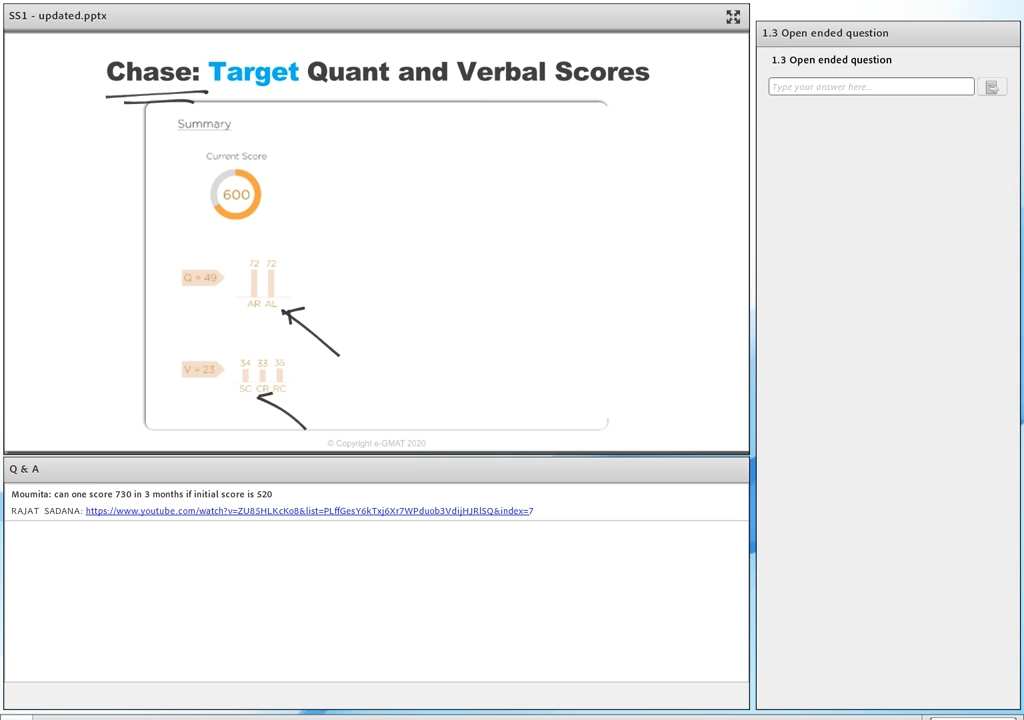 SS1 - updated.pptx
Chase: Target Quant and Verbal Scores
Summary
Current Score
600
72 72
Q = 49
AR AL
34 33 35
V = 23
SC CR RC
© Copyright e-GMAT 2020
Q & A
Moumita: can one score 730 in 3 months if initial score is 520
RAJAT SADANA: https://www.youtube.com/watch?v=ZU85HLKcKo8&list=PLffGesY6kTxj6Xr7WPduob3VdijHJRlSQ&index=7
1.3 Open ended question
1.3 Open ended question
Type your answer here...